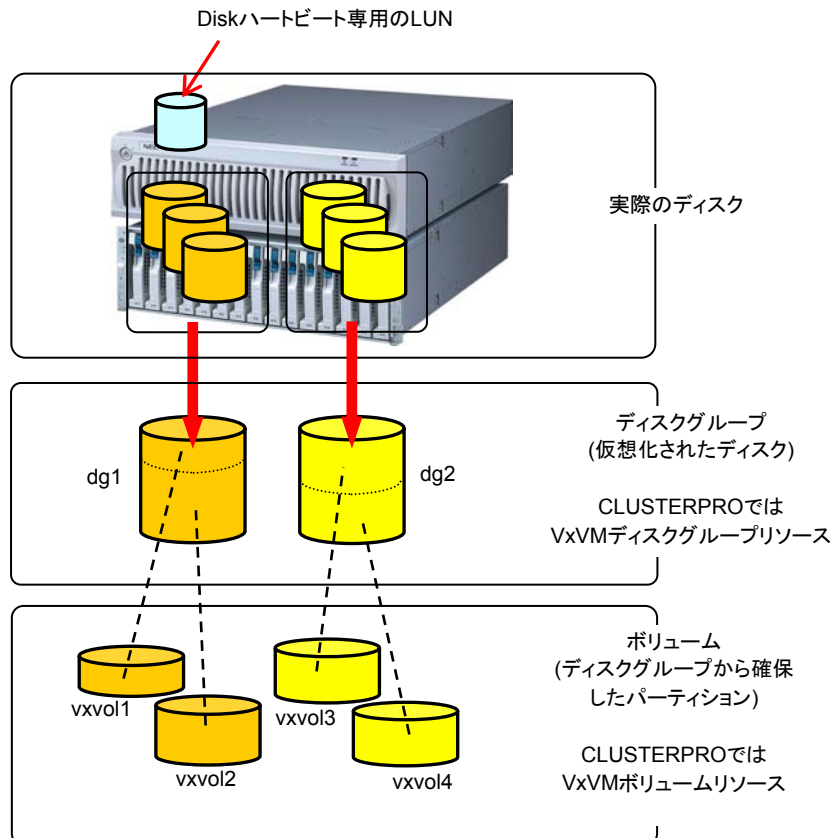 Diskハートビート専用のLUN
NEC
実際のディスク
ディスクグループ
(仮想化されたディスク)
dg1
dg2
CLUSTERPROでは
VxVMディスクグループリソース
ボリューム
(ディスクグループから確保
したパーティション)
vxvol1
vxvol3
CLUSTERPROでは
VxVMボリュームリソース
vxvol2
vxvol4